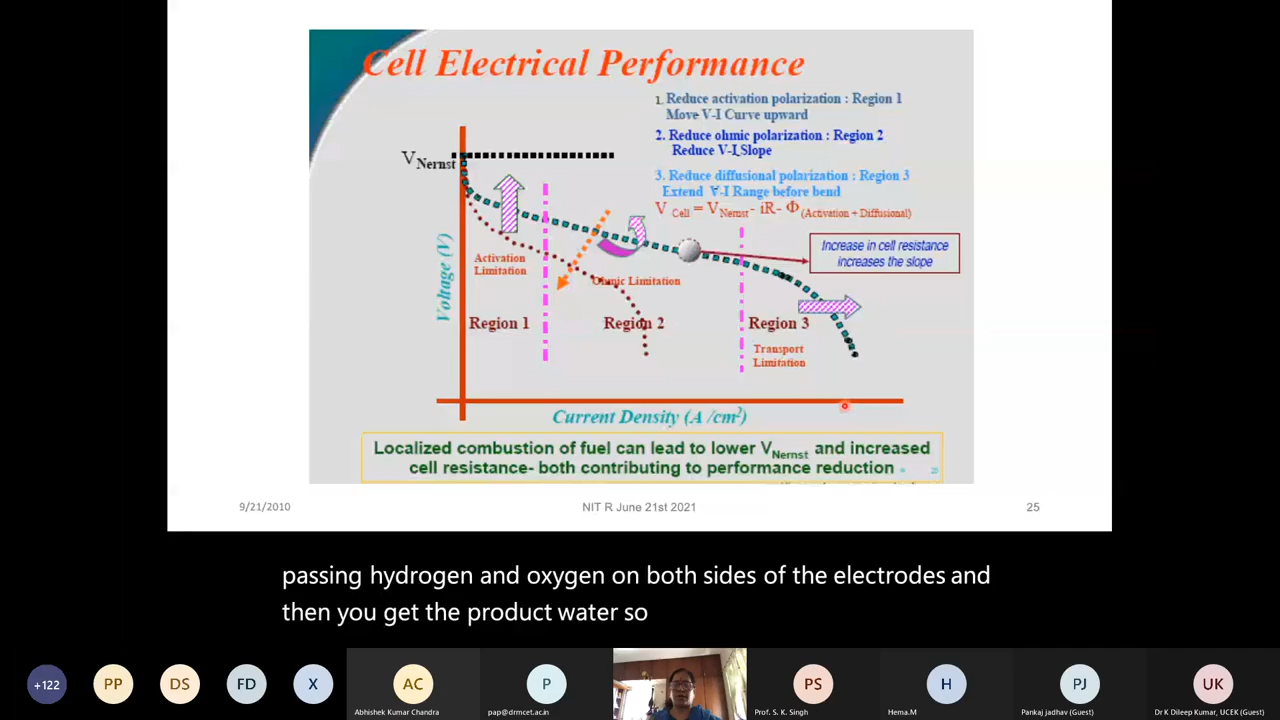 Cell Electrical Performance
1. Reduce activation polarization : Region 1
Move V-I Curve upward
2. Reduce ohmic polarization : Region 2
Reduce V-I Slope
3. Reduce diffusional polarization : Region 3
Extend V-I Range before bend
V Cell = V Nernst - iR- Φ (Activation + Diffusional)
V Nernst
Increase in cell resistance
increases the slope
Voltage (V)
Activation
Limitation
Ohmic Limitation
Region 1
Region 2
Region 3
Transport
Limitation
Current Density (A /cm²)
Localized combustion of fuel can lead to lower V Nernst and increased
cell resistance- both contributing to performance reduction
9/21/2010
NIT R June 21st 2021
25
passing hydrogen and oxygen on both sides of the electrodes and
then you get the product water so
+122
PP
DS
FD
X
AC
P
PS
H
PJ
UK
Abhishek Kumar Chandra
pap@drmcet.ac.in
Prof. S. K. Singh
Hema.M
Pankaj jadhav (Guest)
Dr K Dileep Kumar, UCEK (Guest)